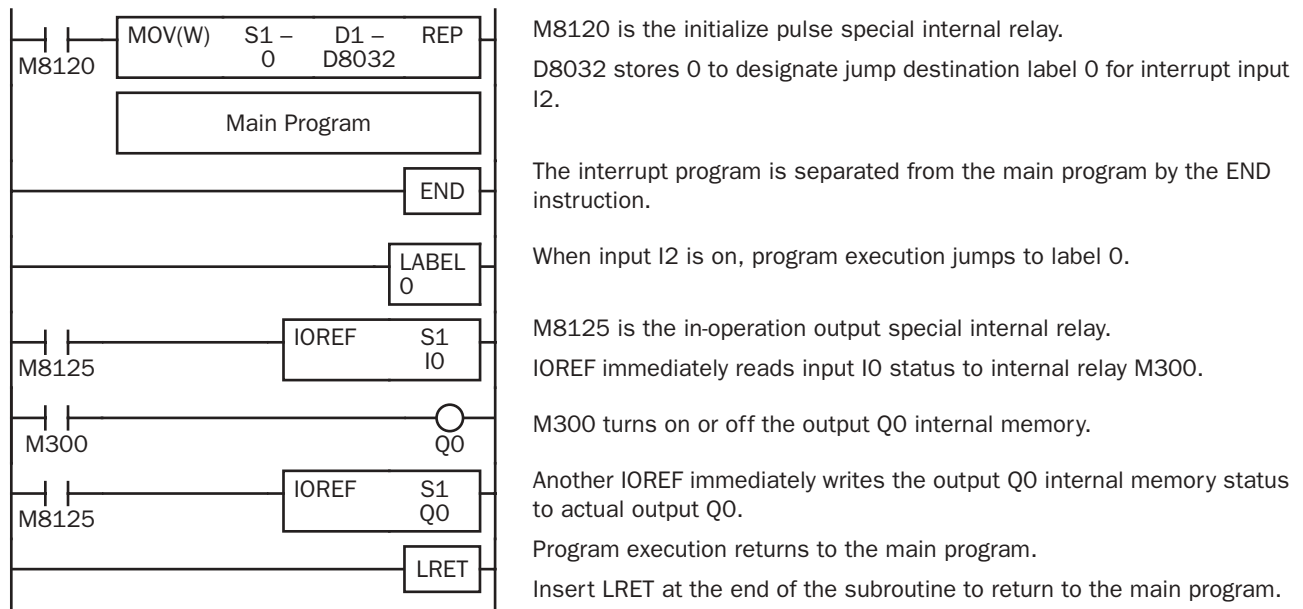 MOV(W) S1 – D1 – REP
0 D8032
M8120
M8120 is the initialize pulse special internal relay.
D8032 stores 0 to designate jump destination label 0 for interrupt input
I2.
Main Program
END
The interrupt program is separated from the main program by the END
instruction.
LABEL
0
When input I2 is on, program execution jumps to label 0.
IOREF S1
I0
M8125
M8125 is the in-operation output special internal relay.
IOREF immediately reads input I0 status to internal relay M300.
M300
Q0
M300 turns on or off the output Q0 internal memory.
IOREF S1
Q0
M8125
Another IOREF immediately writes the output Q0 internal memory status
to actual output Q0.
LRET
Program execution returns to the main program.
Insert LRET at the end of the subroutine to return to the main program.